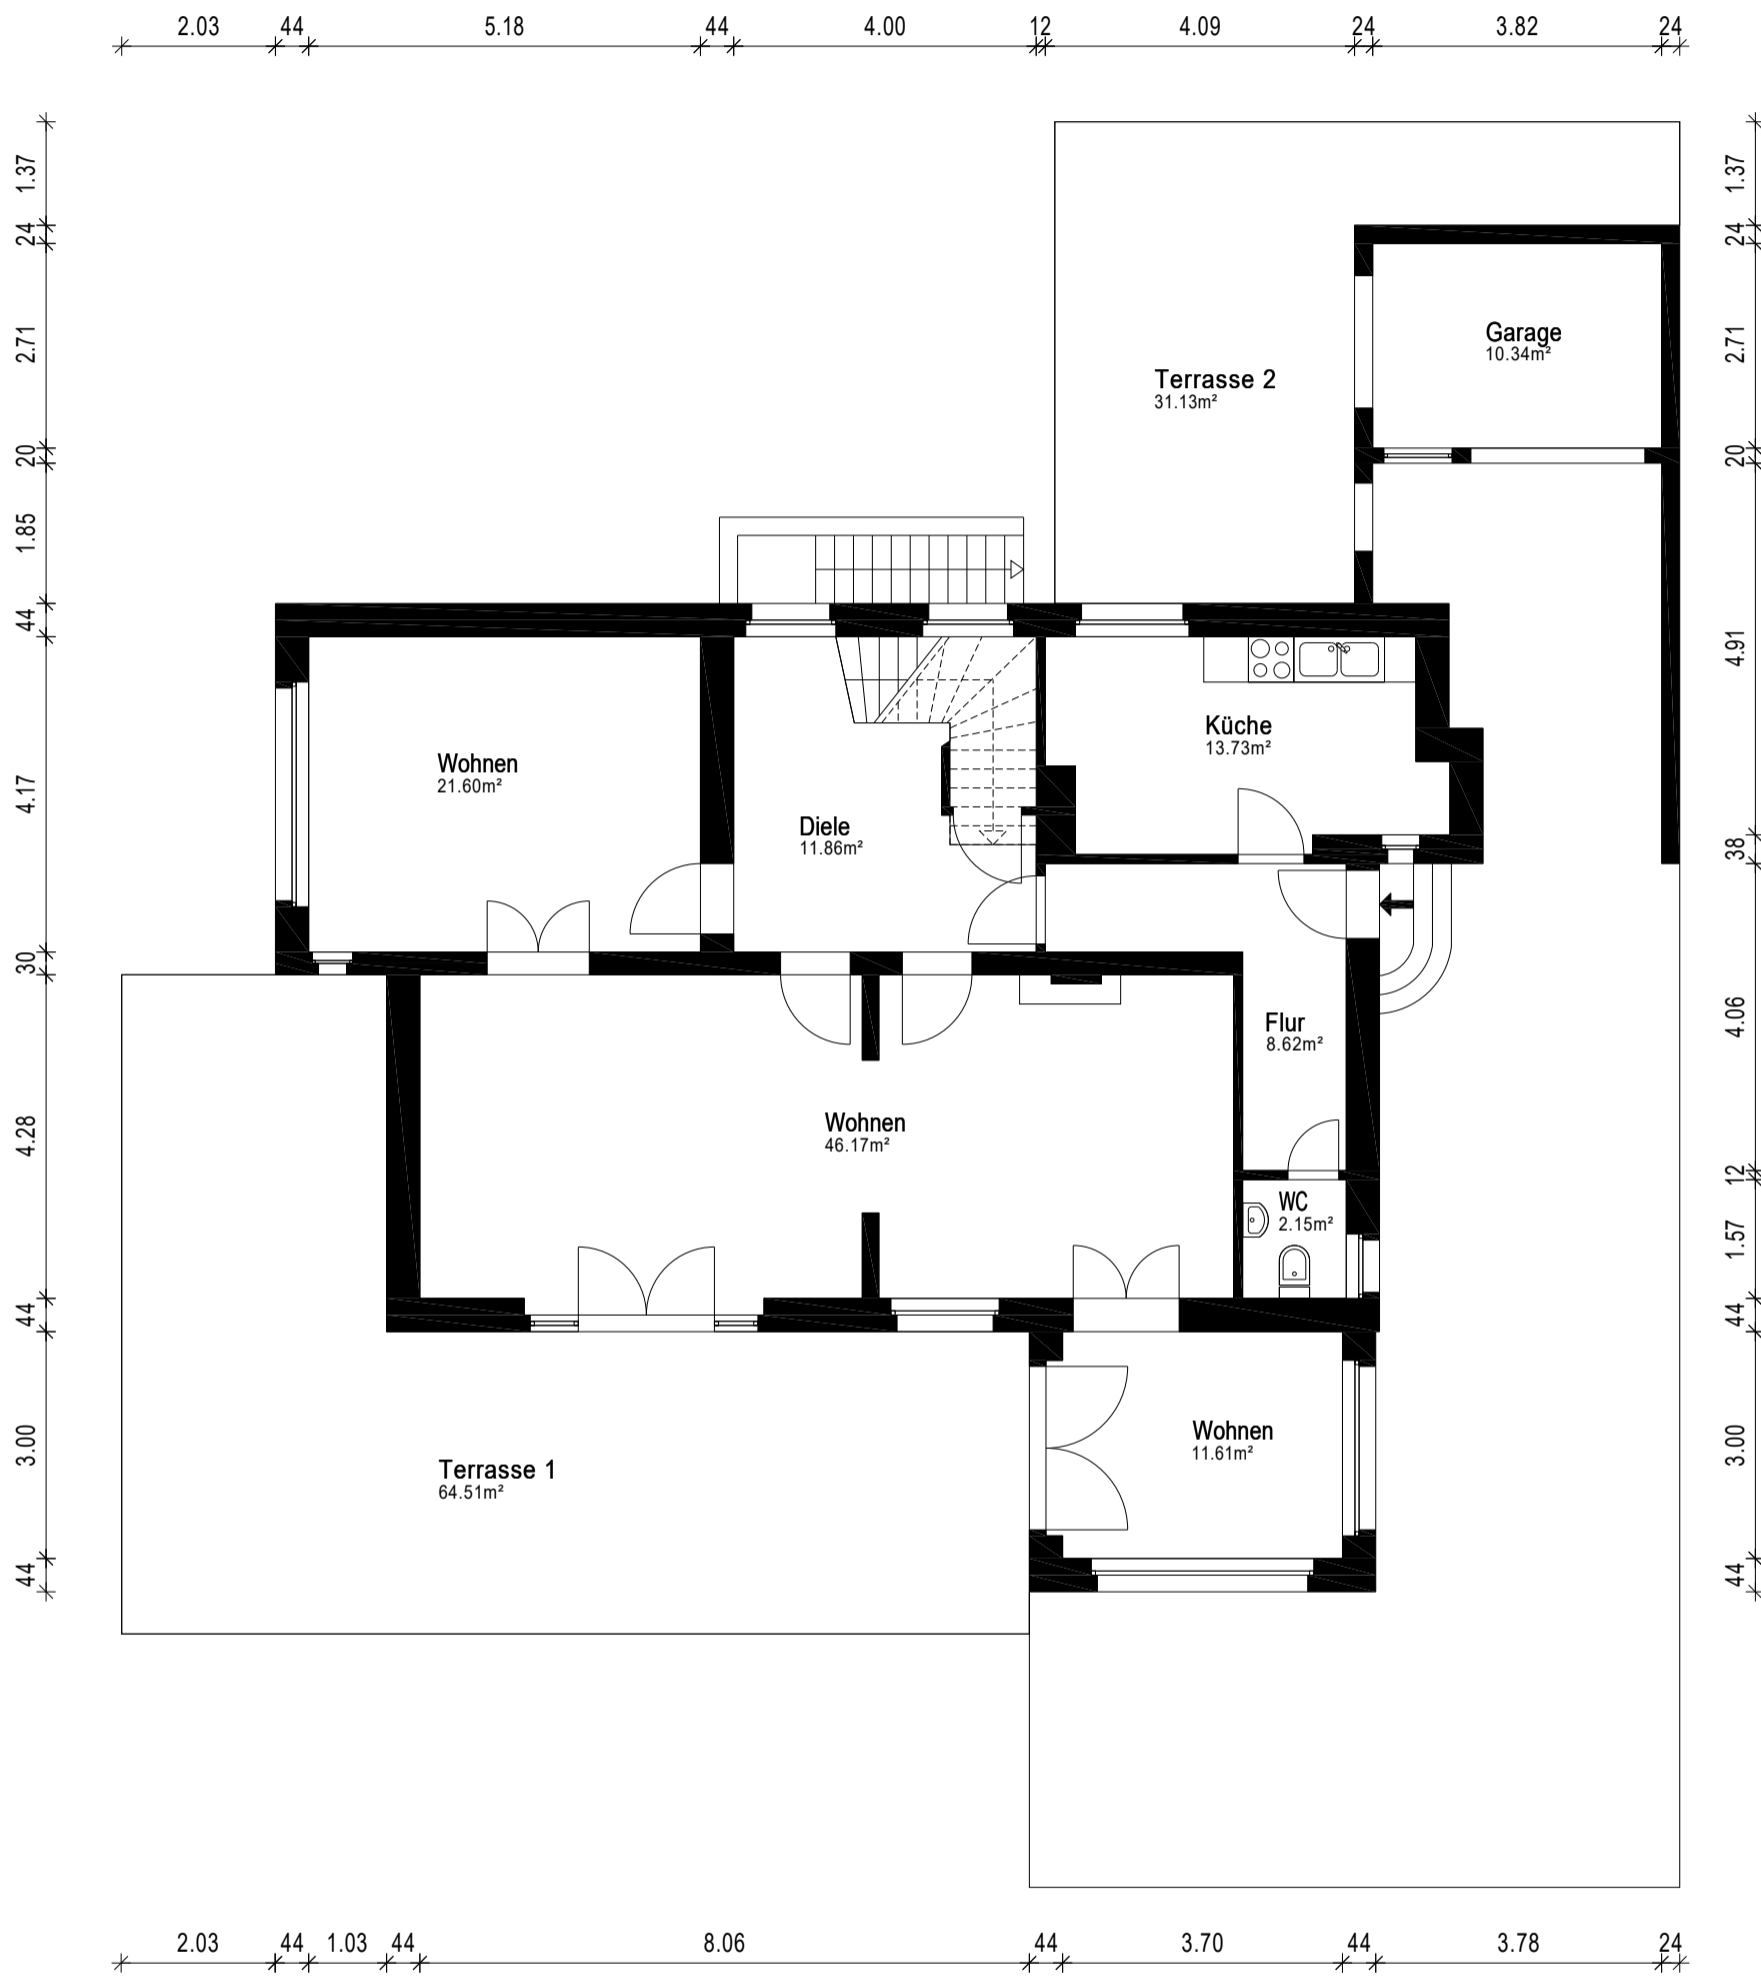 2.03 44 5.18 44 4.00 12 4.09 24 3.82 24
1.37
24
2.71
20
1.85
44
4.17
30
4.28
44
3.00
44
1.37
24
2.71
20
4.91
38
4.06
12
1.57
44
3.00
44
Garage
10.34m²
Terrasse 2
31.13m²
Küche
13.73m²
Wohnen
21.60m²
Diele
11.86m²
Flur
8.62m²
Wohnen
46.17m²
WC
2.15m²
Wohnen
11.61m²
Terrasse 1
64.51m²
2.03 44 1.03 44 8.06 44 3.70 44 3.78 24